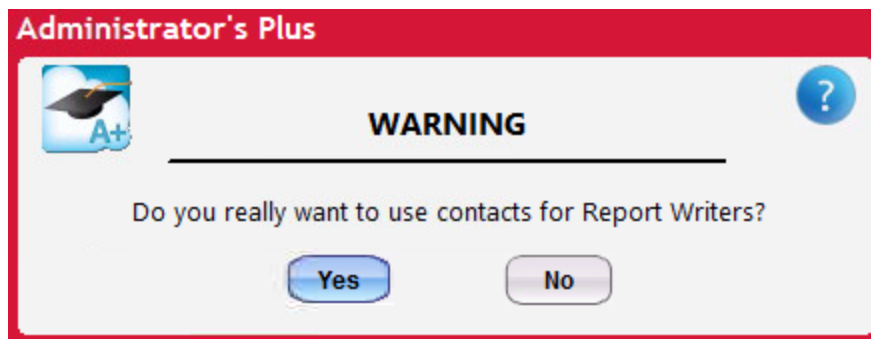 Administrator's Plus
A+
?
WARNING
Do you really want to use contacts for Report Writers?
Yes
No